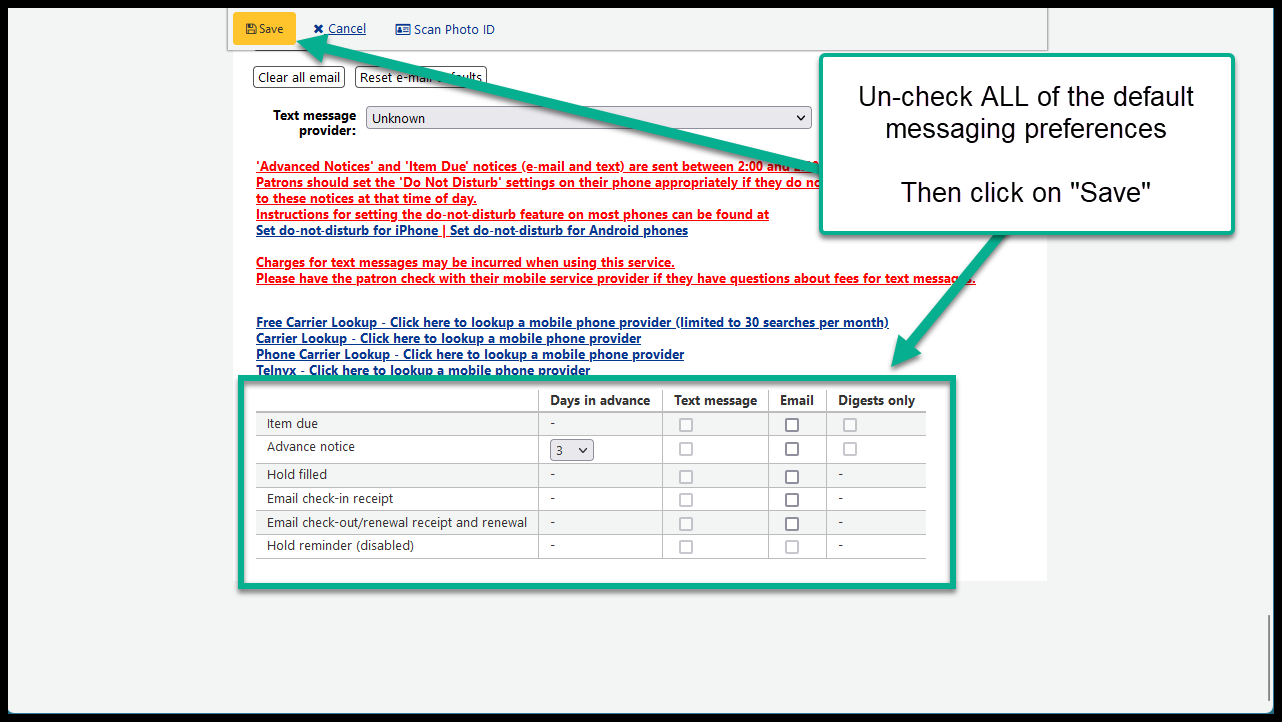 Save Cancel Scan Photo ID
Clear all email Reset e-mail defaults
Text message
provider: Unknown
Un-check ALL of the default
messaging preferences
Then click on "Save"
'Advanced Notices' and 'Item Due' notices (e-mail and text) are sent between 2:00 and
Patrons should set the 'Do Not Disturb' settings on their phone appropriately if they do
to these notices at that time of day.
Instructions for setting the do-not-disturb feature on most phones can be found at
Set do-not-disturb for iPhone | Set do-not-disturb for Android phones
Charges for text messages may be incurred when using this service.
Please have the patron check with their mobile service provider if they have questions about fees for text messages.
Free Carrier Lookup - Click here to lookup a mobile phone provider (limited to 30 searches per month)
Carrier Lookup - Click here to lookup a mobile phone provider
Phone Carrier Lookup - Click here to lookup a mobile phone provider
Telnyx - Click here to lookup a mobile phone provider
Days in advance Text message Email Digests only
Item due -
Advance notice 3
Hold filled - -
Email check-in receipt - -
Email check-out/renewal receipt and renewal - -
Hold reminder (disabled) - -